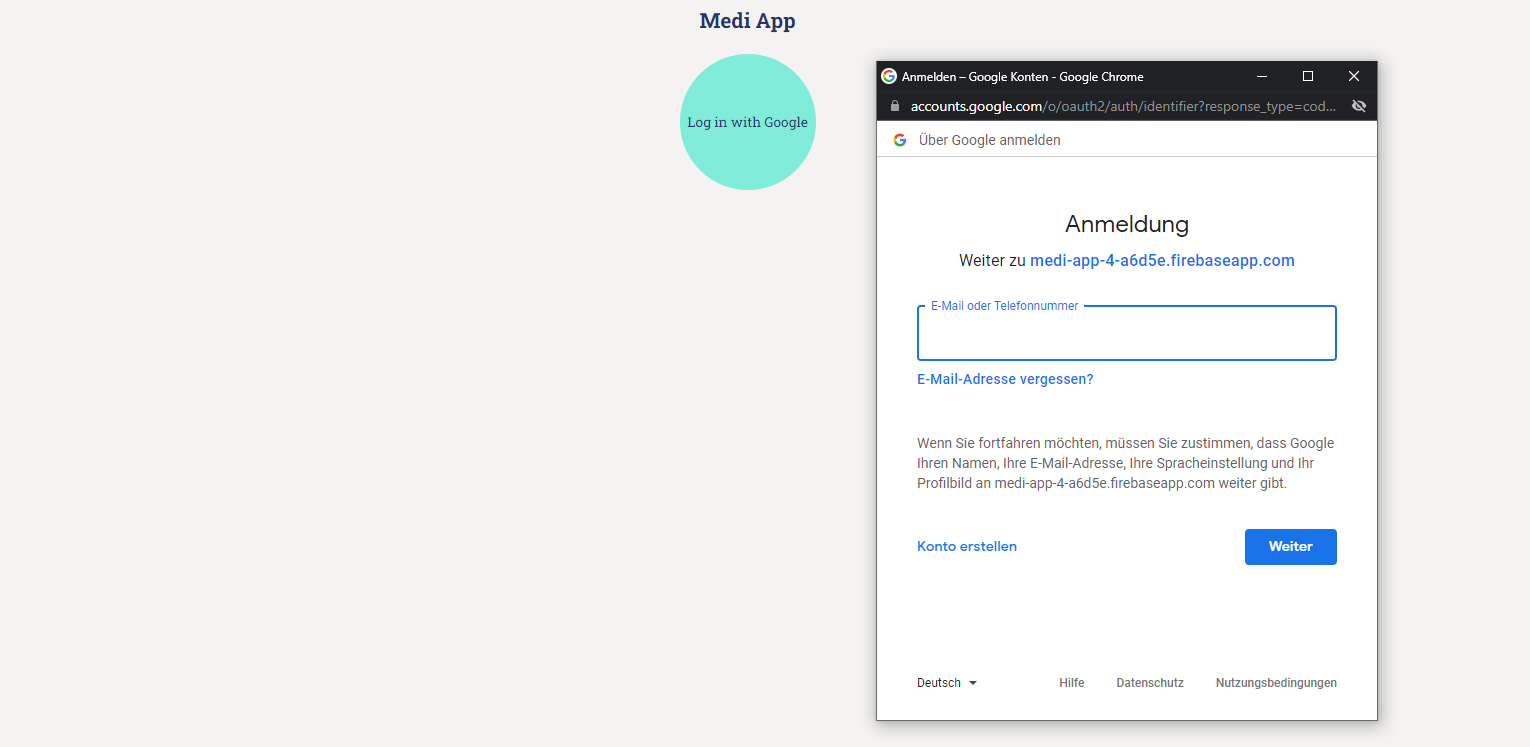 Medi App
Log in with Google
Anmelden – Google Konten - Google Chrome
accounts.google.com/o/oauth2/auth/identifier?response_type=cod...
Über Google anmelden
Anmeldung
Weiter zu medi-app-4-a6d5e.firebaseapp.com
E-Mail oder Telefonnummer
E-Mail-Adresse vergessen?
Wenn Sie fortfahren möchten, müssen Sie zustimmen, dass Google
Ihren Namen, Ihre E-Mail-Adresse, Ihre Spracheinstellung und Ihr
Profilbild an medi-app-4-a6d5e.firebaseapp.com weiter gibt.
Konto erstellen
Weiter
Deutsch
Hilfe
Datenschutz
Nutzungsbedingungen